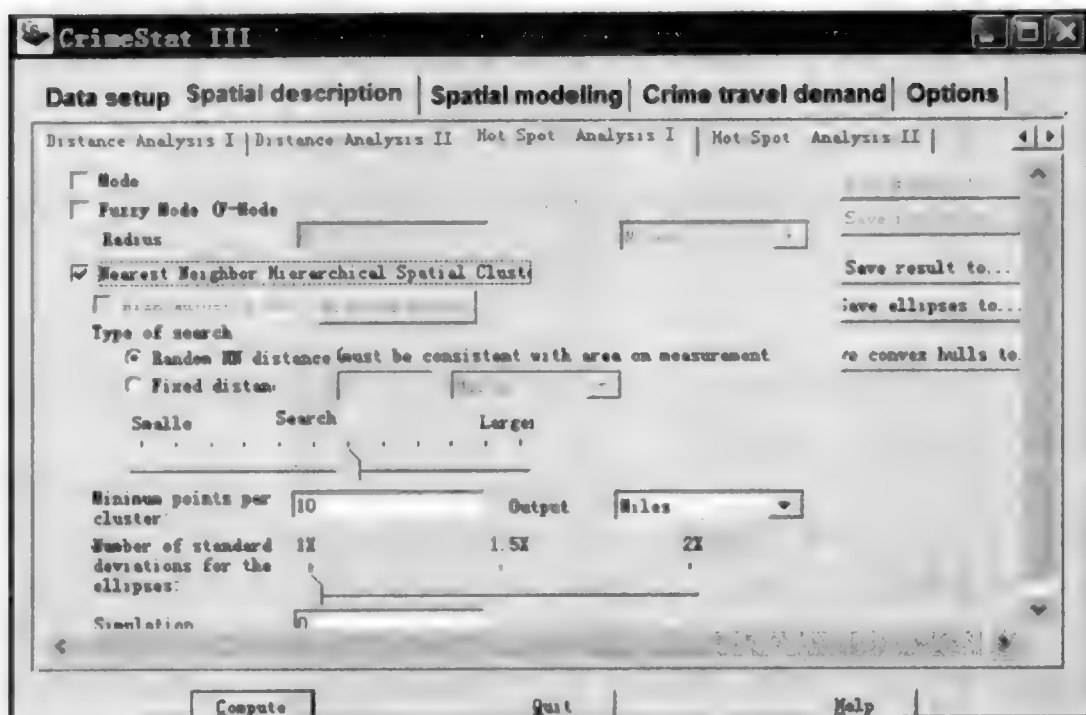 CrimeStat III
Data setup Spatial description Spatial modeling Crime travel demand Options
Distance Analysis I Distance Analysis II Hot Spot Analysis I Hot Spot Analysis II
Mode
Fuzzy Mode (F-Mode
Radius
Save
Nearest Neighbor Hierarchical Spatial Clust
Save result to...
ave ellipses to...
Type of search
Random NN distance (must be consistent with area on measurement
ve convex hulls to
Fixed distan
Smalle Search Larger
Minimum points per cluster: 10 Output Miles
Number of standard deviations for the ellipses: 1X 1.5X 2X
Simulation 0
Compute Quit Help